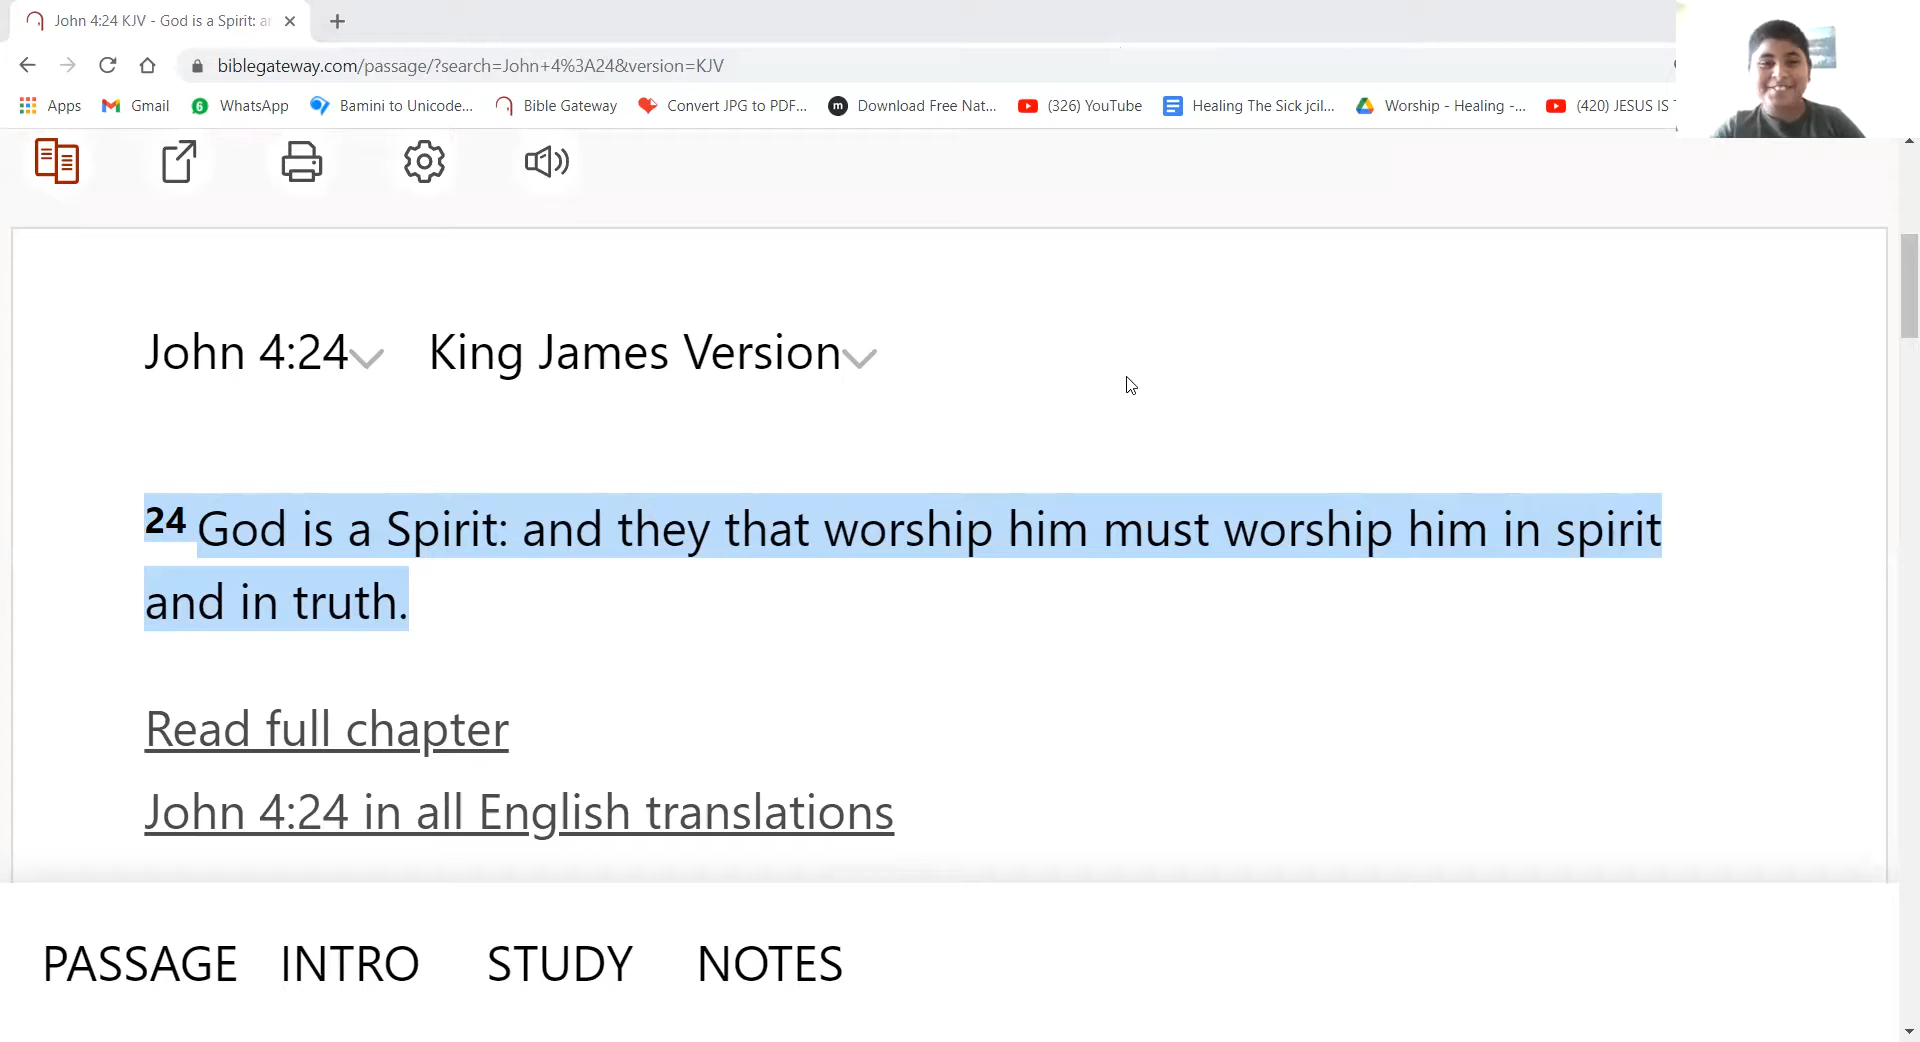 John 4:24 KJV - God is a Spirit: a
biblegateway.com/passage/?search=John+4%3A24&version=KJV
Apps Gmail WhatsApp Bamini to Unicode... Bible Gateway Convert JPG to PDF... Download Free Nat... (326) YouTube Healing The Sick jcil... Worship - Healing -... (420) JESUS IS
John 4:24 King James Version
24 God is a Spirit: and they that worship him must worship him in spirit
and in truth.
Read full chapter
John 4:24 in all English translations
PASSAGE INTRO STUDY NOTES